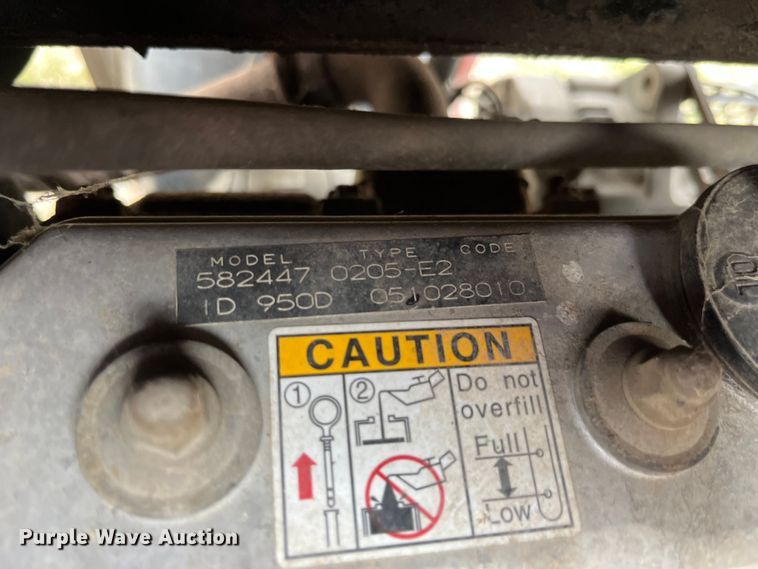 MODEL TYPE CODE
582447 0205-E2
ID 950D 051028010
CAUTION
① ② Do not
overfill
Full
Low
10
Purple Wave Auction